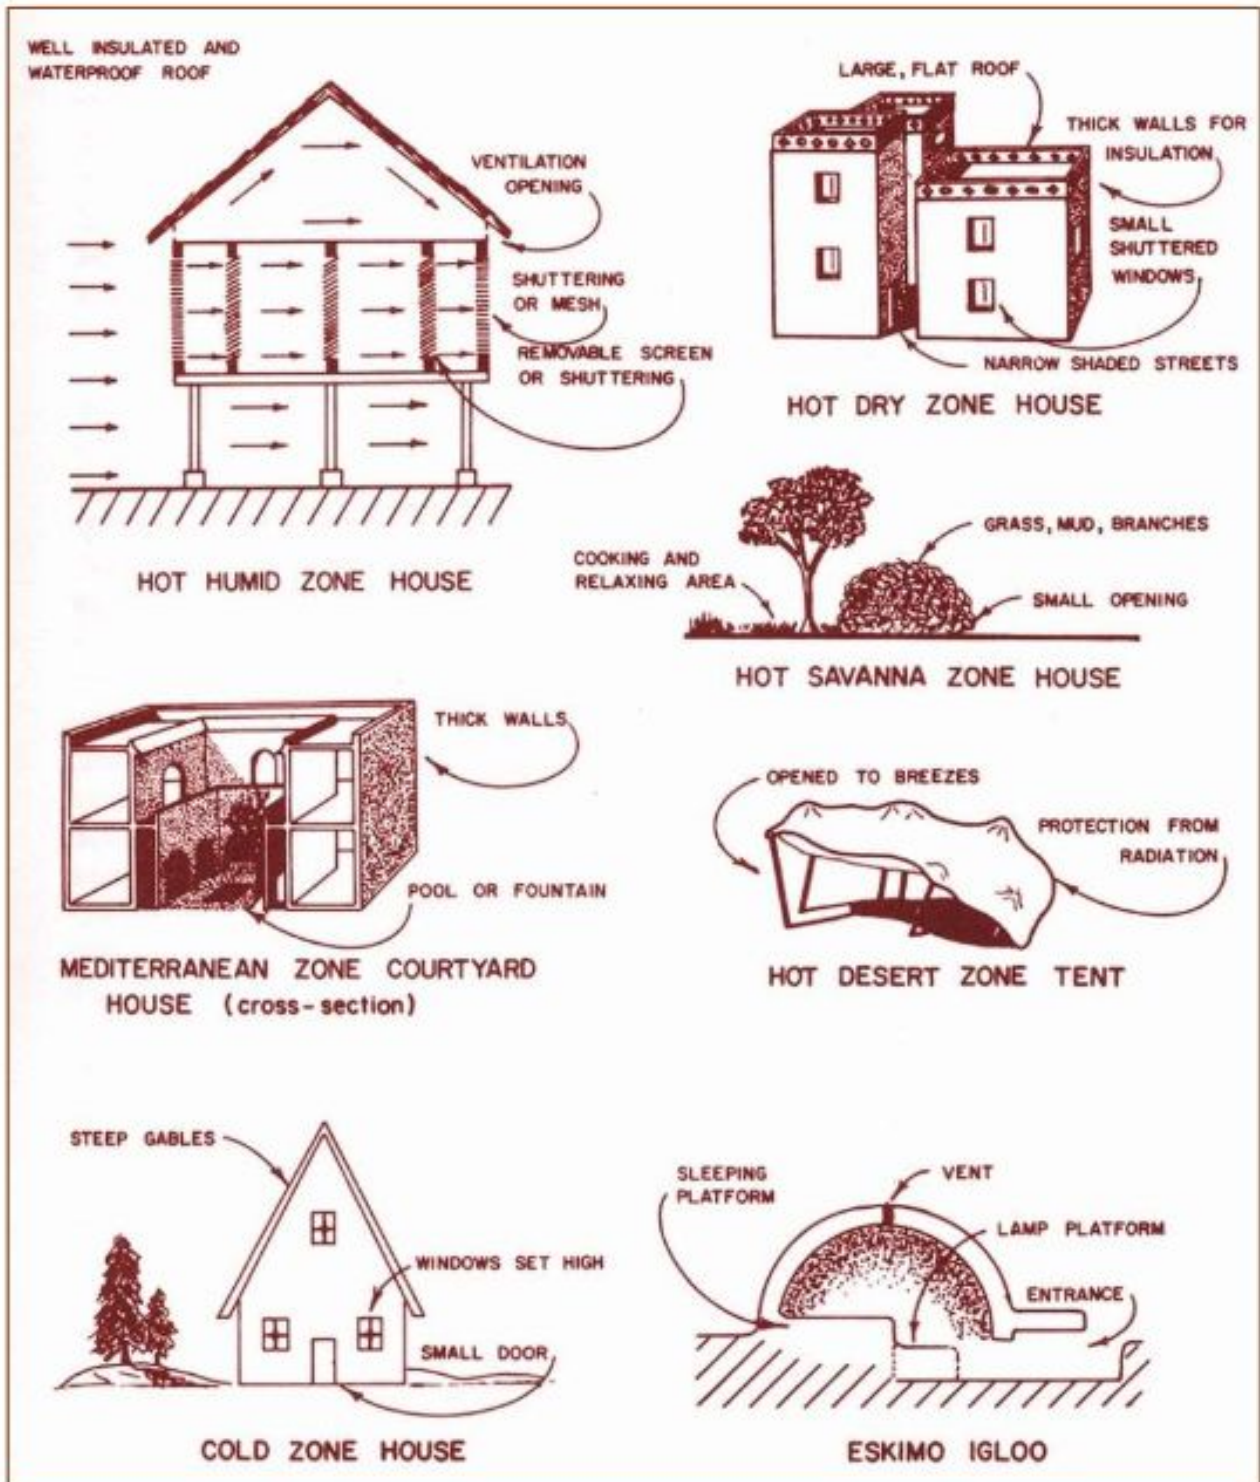 WELL INSULATED AND
WATERPROOF ROOF
VENTILATION
OPENING
SHUTTERING
OR MESH
REMOVABLE SCREEN
OR SHUTTERING
HOT HUMID ZONE HOUSE
LARGE, FLAT ROOF
THICK WALLS FOR
INSULATION
SMALL
SHUTTERED
WINDOWS
NARROW SHADED STREETS
HOT DRY ZONE HOUSE
GRASS, MUD, BRANCHES
COOKING AND
RELAXING AREA
SMALL OPENING
HOT SAVANNA ZONE HOUSE
THICK WALLS
POOL OR FOUNTAIN
MEDITERRANEAN ZONE COURTYARD
HOUSE (cross-section)
OPENED TO BREEZES
PROTECTION FROM
RADIATION
HOT DESERT ZONE TENT
STEEP GABLES
WINDOWS SET HIGH
SMALL DOOR
COLD ZONE HOUSE
SLEEPING
PLATFORM
VENT
LAMP PLATFORM
ENTRANCE
ESKIMO IGLOO